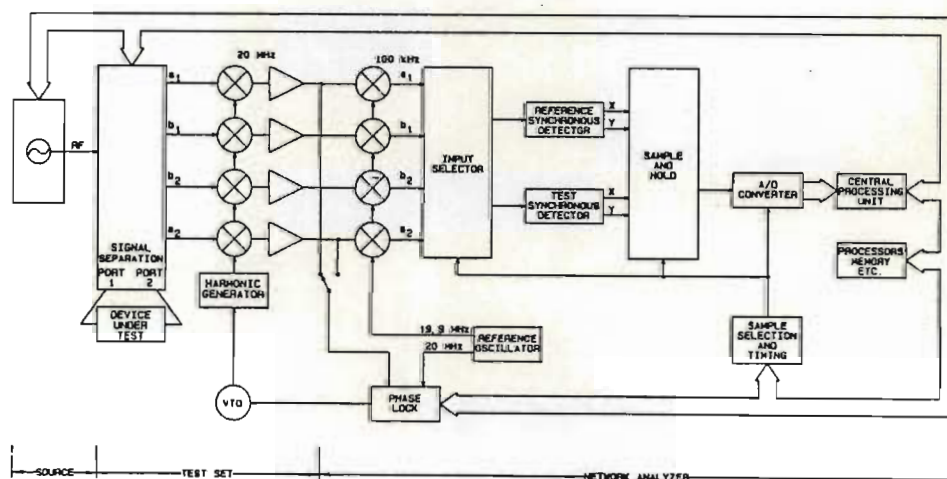 20 MHz
100 kHz
a1
a1
b1
b1
b2
b2
a2
a2
RF
SIGNAL
SEPARATION
PORT PORT
1 2
DEVICE
UNDER
TEST
HARMONIC
GENERATOR
VTO
INPUT
SELECTOR
REFERENCE
SYNCHRONOUS
DETECTOR
X
Y
TEST
SYNCHRONOUS
DETECTOR
X
Y
SAMPLE
AND
HOLD
A/D
CONVERTER
CENTRAL
PROCESSING
UNIT
PROCESSORS
MEMORY
ETC.
SAMPLE
SELECTION
AND
TIMING
19.9 MHz
20 MHz
REFERENCE
OSCILLATOR
PHASE
LOCK
SOURCE
TEST SET
NETWORK ANALYZER